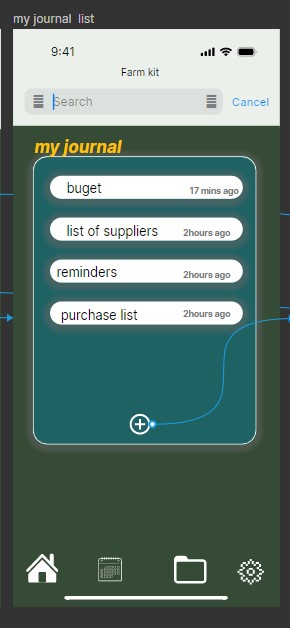 my journal list
9:41
Farm kit
Search
Cancel
my journal
buget
17 mins ago
list of suppliers
2hours ago
reminders
2hours ago
purchase list
2hours ago